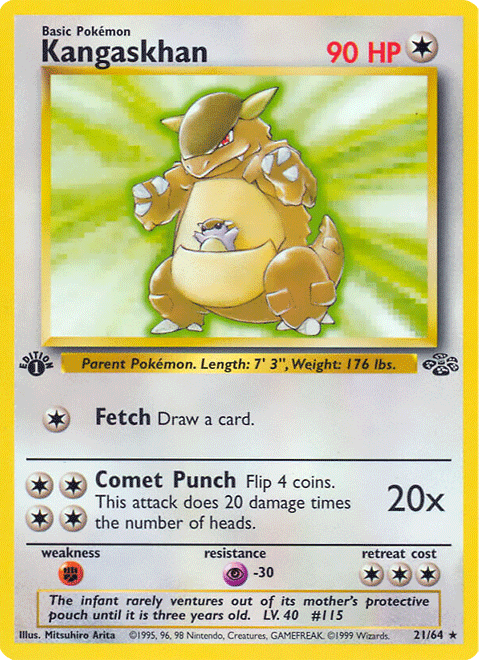 Basic Pokémon
Kangaskhan
90 HP
EDITION
1
Parent Pokémon. Length: 7' 3", Weight: 176 lbs.
Fetch Draw a card.
Comet Punch Flip 4 coins.
This attack does 20 damage times
the number of heads.
20x
weakness
resistance
retreat cost
-30
The infant rarely ventures out of its mother's protective
pouch until it is three years old. LV. 40 #115
Illus. Mitsuhiro Arita
©1995, 96, 98 Nintendo, Creatures, GAMEFREAK. ©1999 Wizards.
21/64 ★